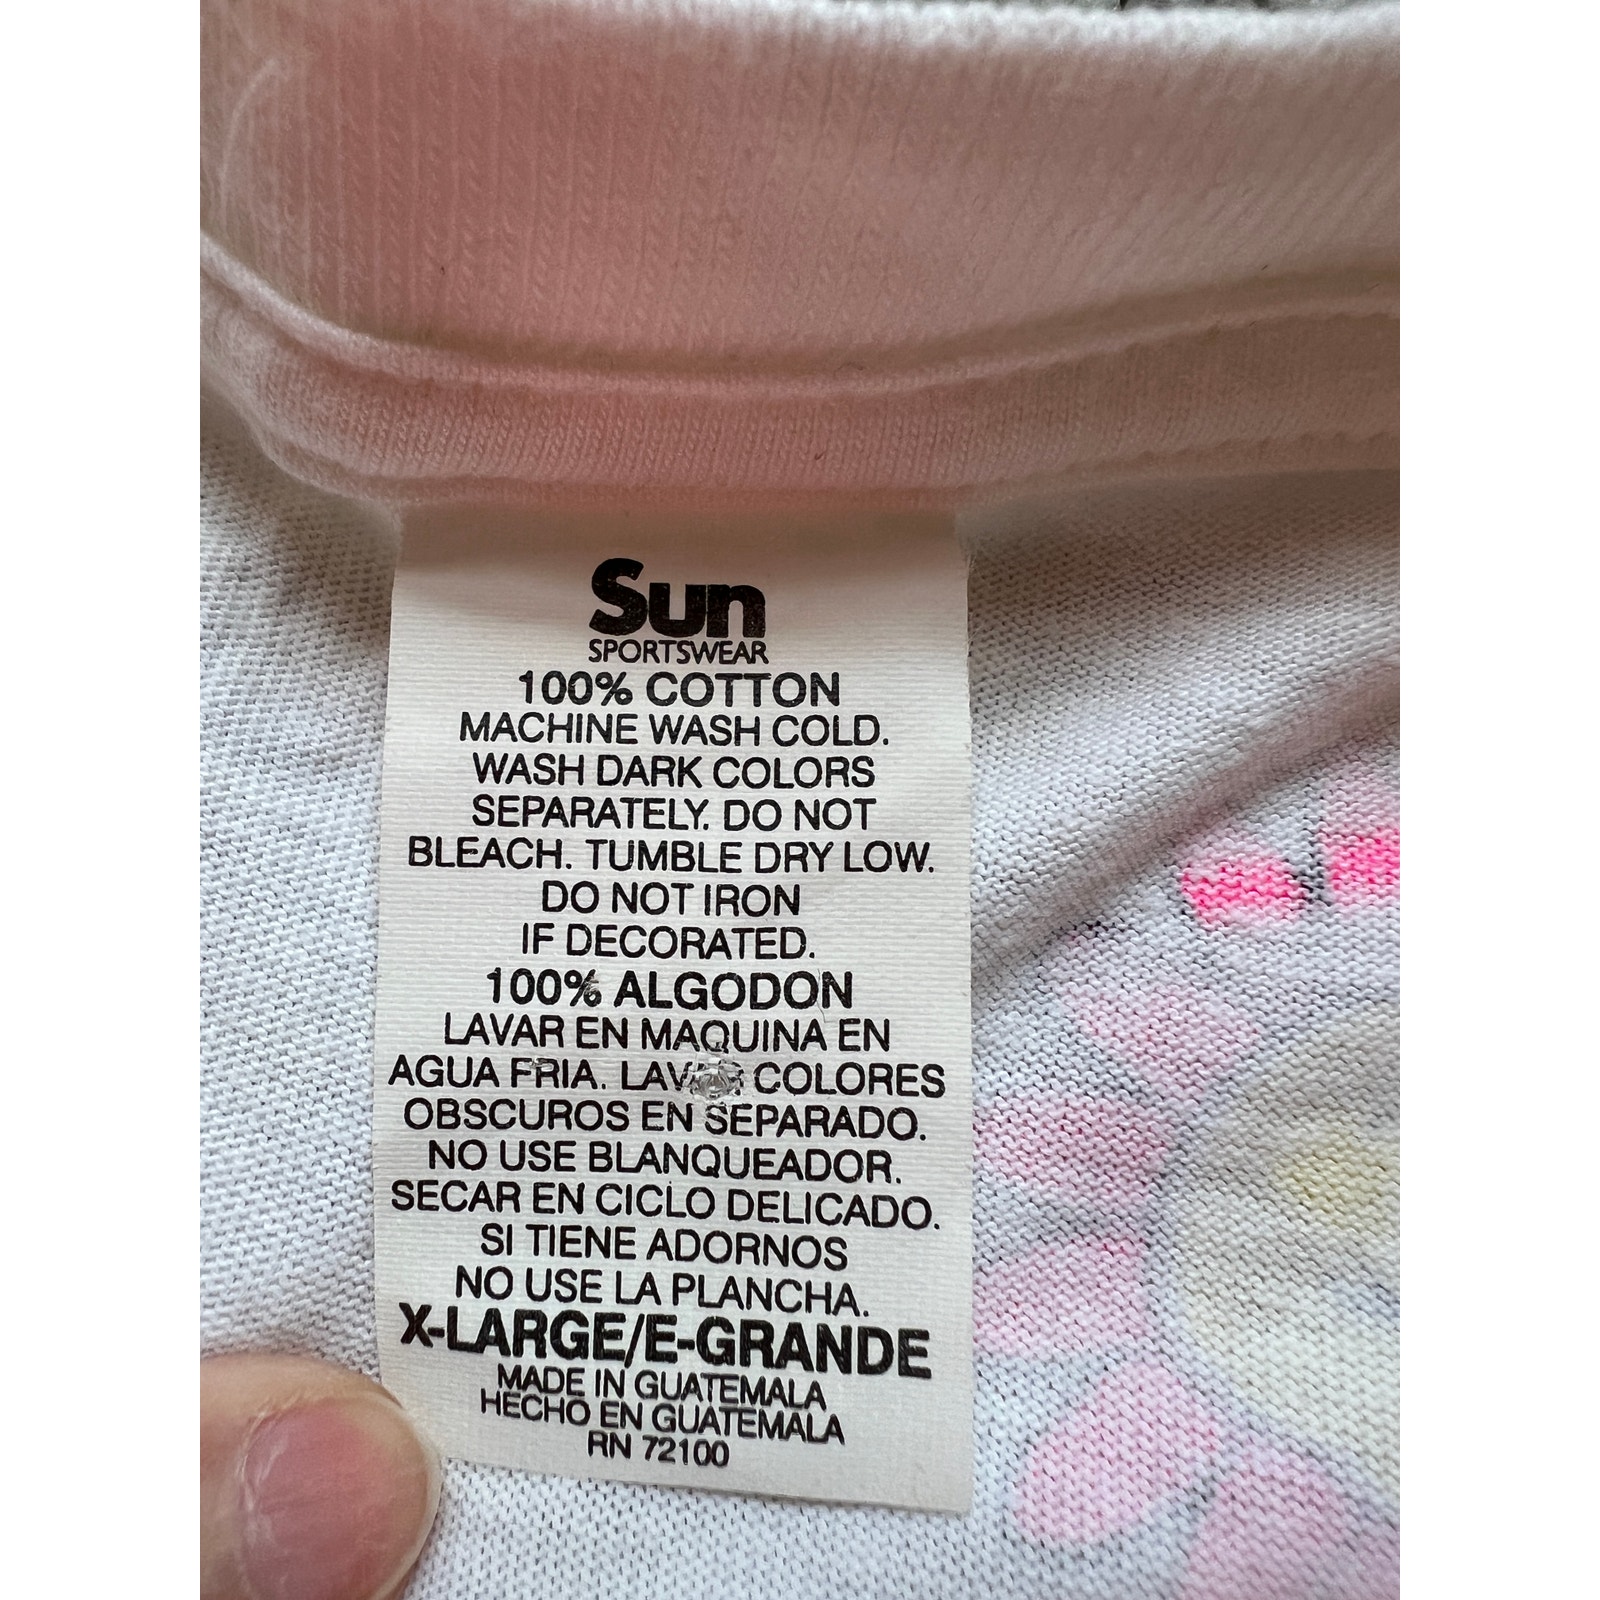 Sun
SPORTSWEAR
100% COTTON
MACHINE WASH COLD.
WASH DARK COLORS
SEPARATELY. DO NOT
BLEACH. TUMBLE DRY LOW.
DO NOT IRON
IF DECORATED.
100% ALGODON
LAVAR EN MAQUINA EN
AGUA FRIA. LAVAR COLORES
OBSCUROS EN SEPARADO.
NO USE BLANQUEADOR.
SECAR EN CICLO DELICADO.
SI TIENE ADORNOS
NO USE LA PLANCHA.
X-LARGE/E-GRANDE
MADE IN GUATEMALA
HECHO EN GUATEMALA
RN 72100